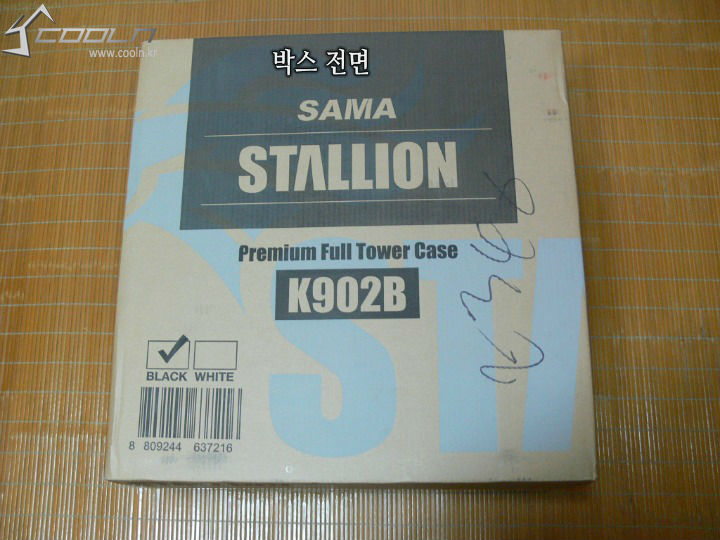 COOLN
www.cooln.kr
박스 전면
SAMA
STALLION
Premium Full Tower Case
K902B
BLACK WHITE
8 809244 637216